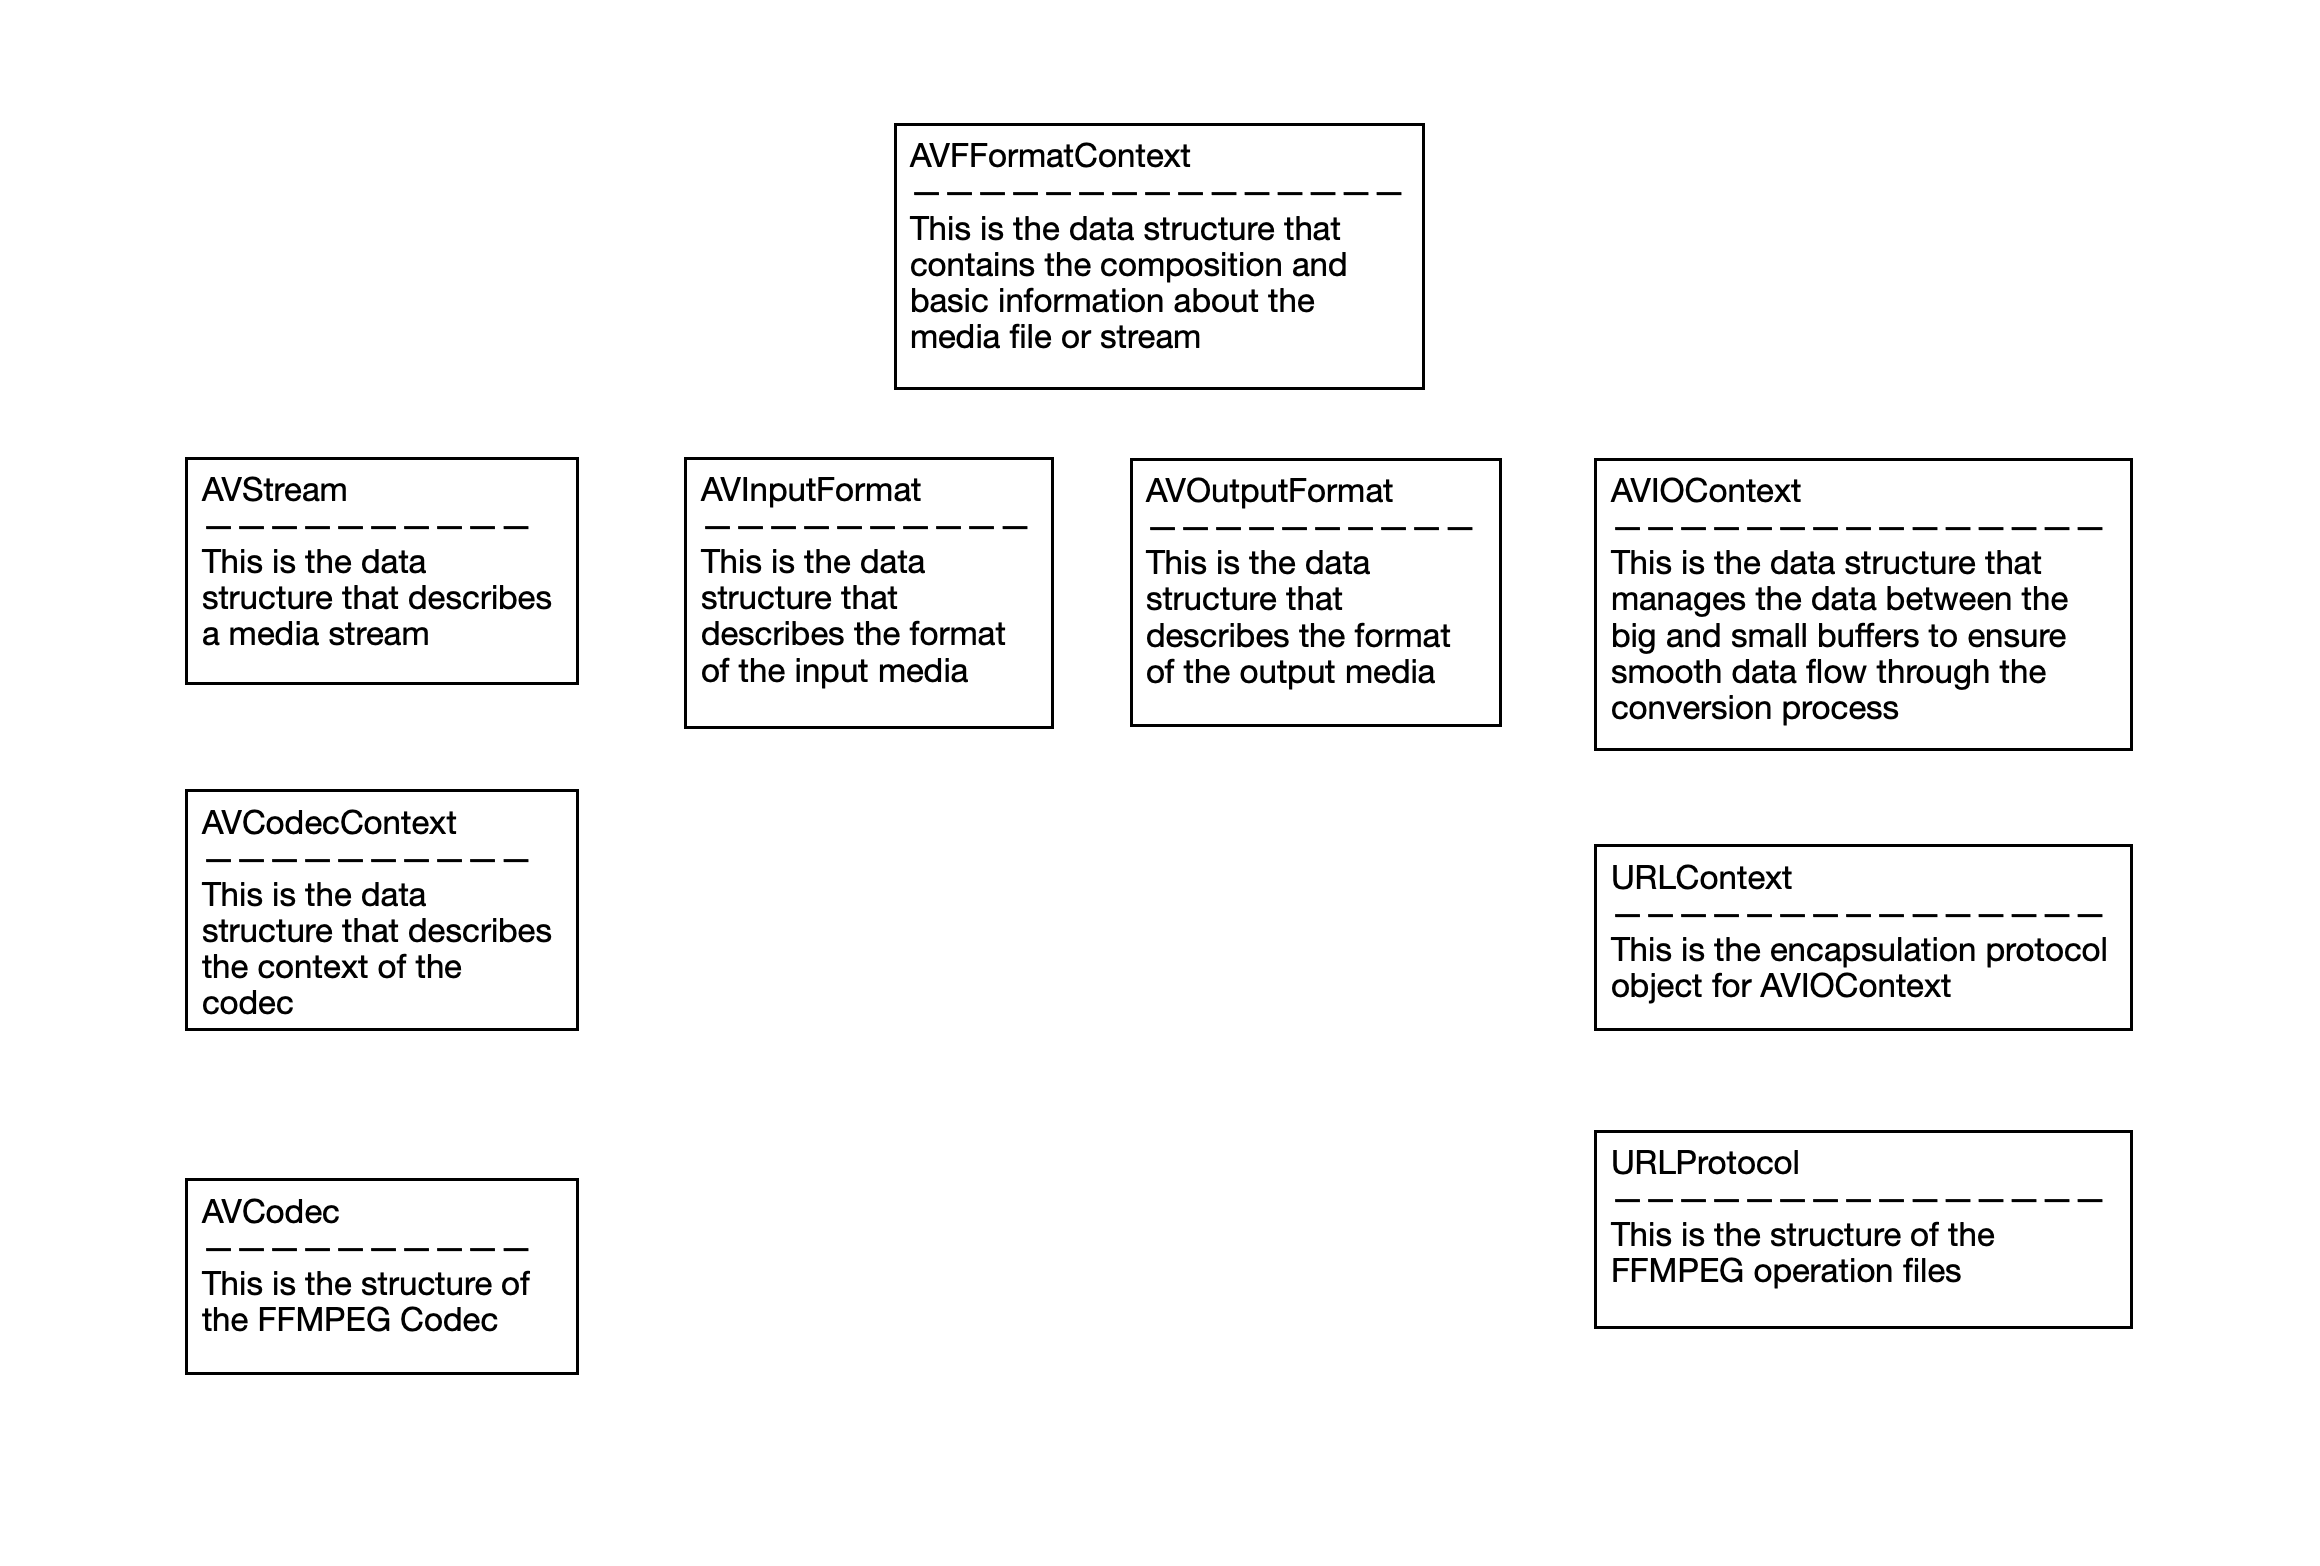 AVFFormatContext
This is the data structure that
contains the composition and
basic information about the
media file or stream
AVStream
This is the data
structure that describes
a media stream
AVInputFormat
This is the data
structure that
describes the format
of the input media
AVOutputFormat
This is the data
structure that
describes the format
of the output media
AVIOContext
This is the data structure that
manages the data between the
big and small buffers to ensure
smooth data flow through the
conversion process
AVCodecContext
This is the data
structure that describes
the context of the
codec
URLContext
This is the encapsulation protocol
object for AVIOContext
AVCodec
This is the structure of
the FFMPEG Codec
URLProtocol
This is the structure of the
FFMPEG operation files